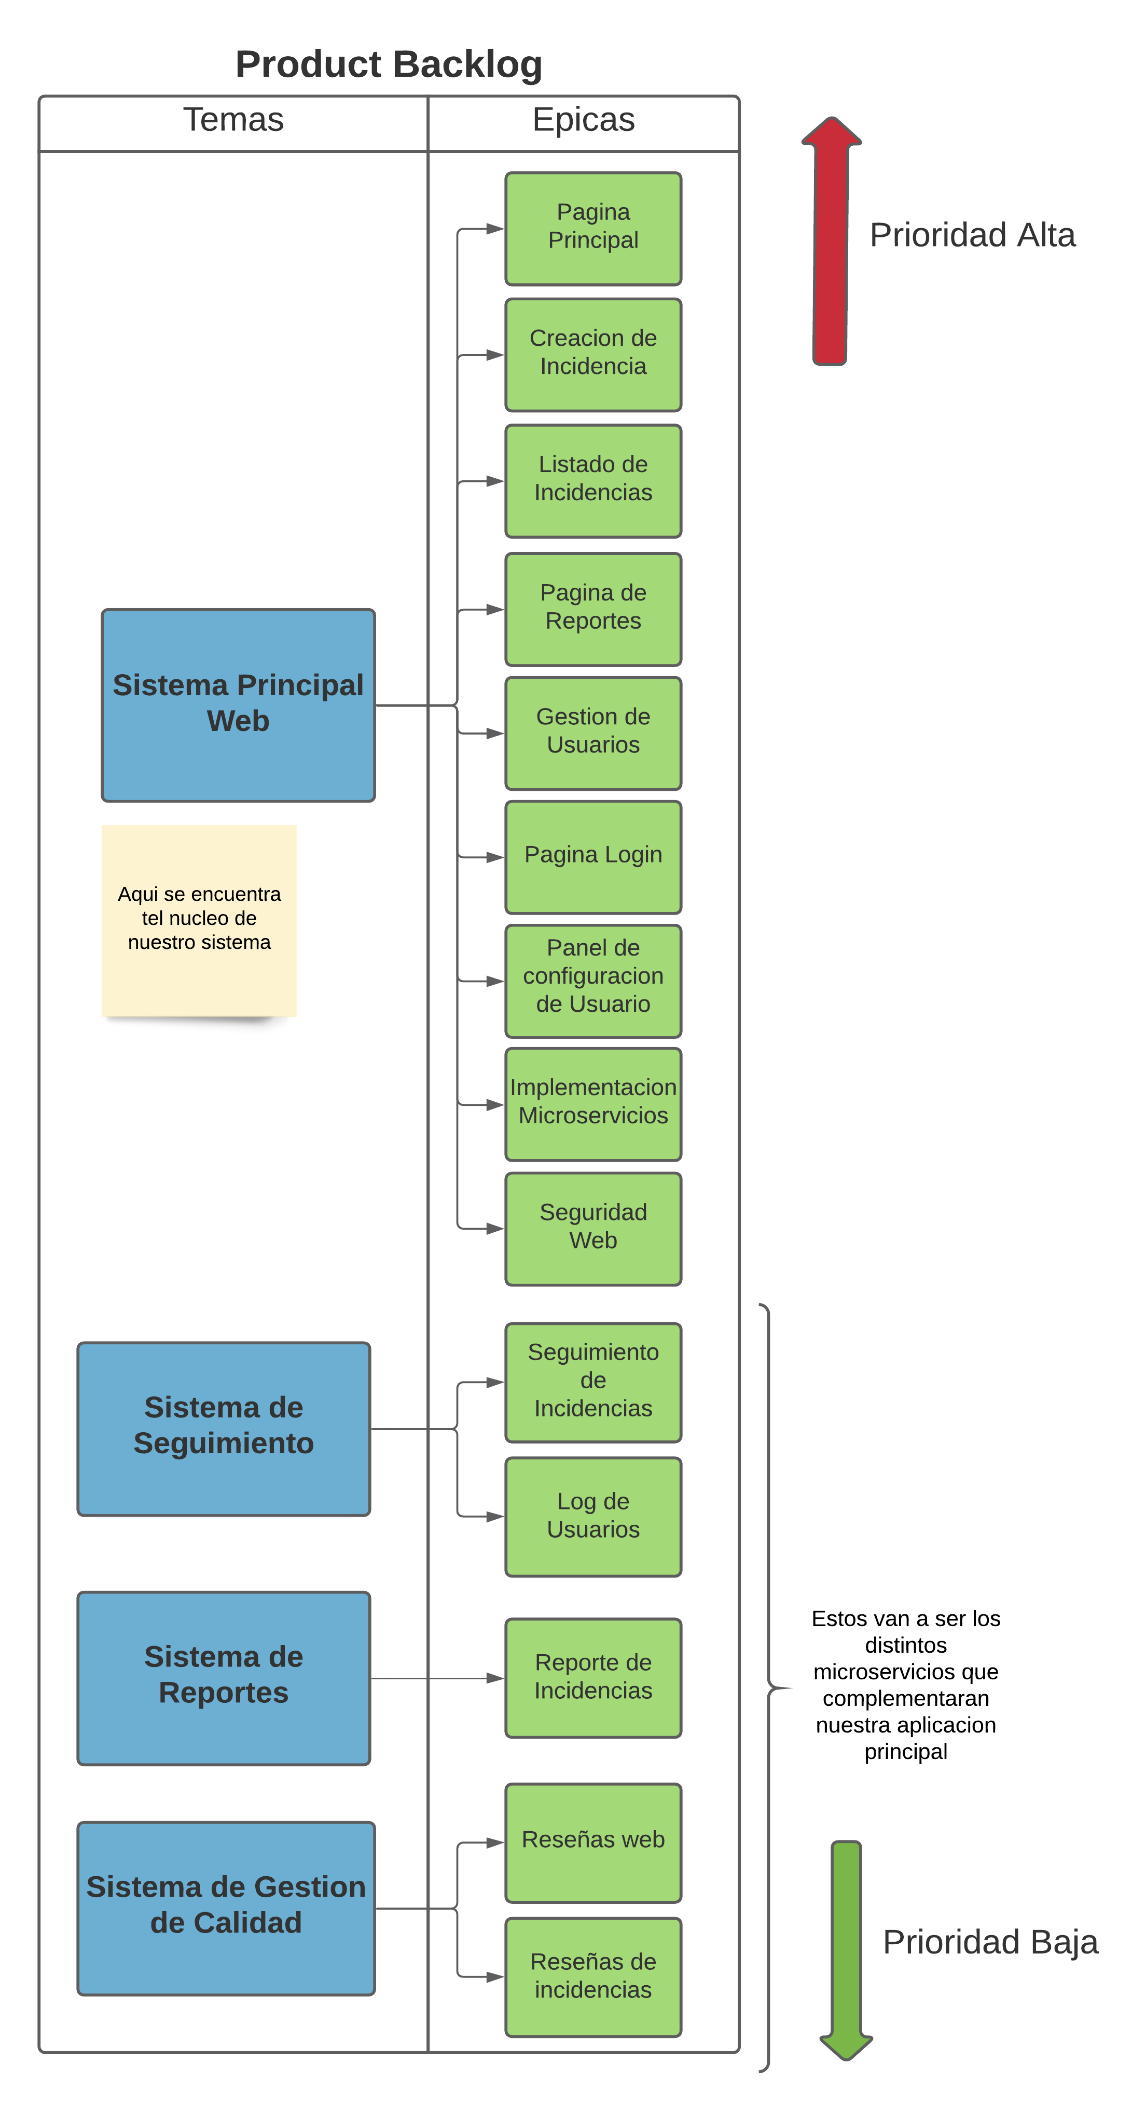 Product Backlog
Temas
Epicas
Pagina
Principal
Prioridad Alta
Creacion de
Incidencia
Listado de
Incidencias
Pagina de
Reportes
Sistema Principal
Web
Gestion de
Usuarios
Pagina Login
Aqui se encuentra
tel nucleo de
nuestro sistema
Panel de
configuracion
de Usuario
Implementacion
Microservicios
Seguridad
Web
Sistema de
Seguimiento
Seguimiento
de
Incidencias
Log de
Usuarios
Sistema de
Reportes
Reporte de
Incidencias
Estos van a ser los
distintos
microservicios que
complementaran
nuestra aplicacion
principal
Sistema de Gestion
de Calidad
Reseñas web
Reseñas de
incidencias
Prioridad Baja